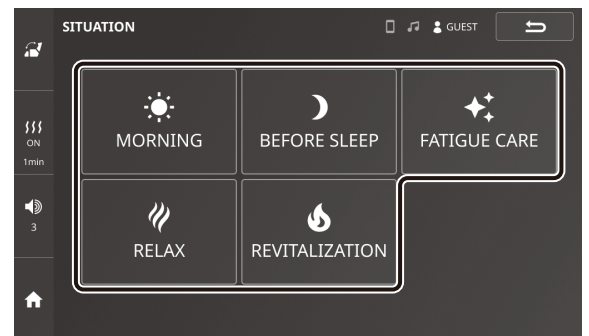 SITUATION
GUEST
ON
1min
3
MORNING
BEFORE SLEEP
FATIGUE CARE
RELAX
REVITALIZATION